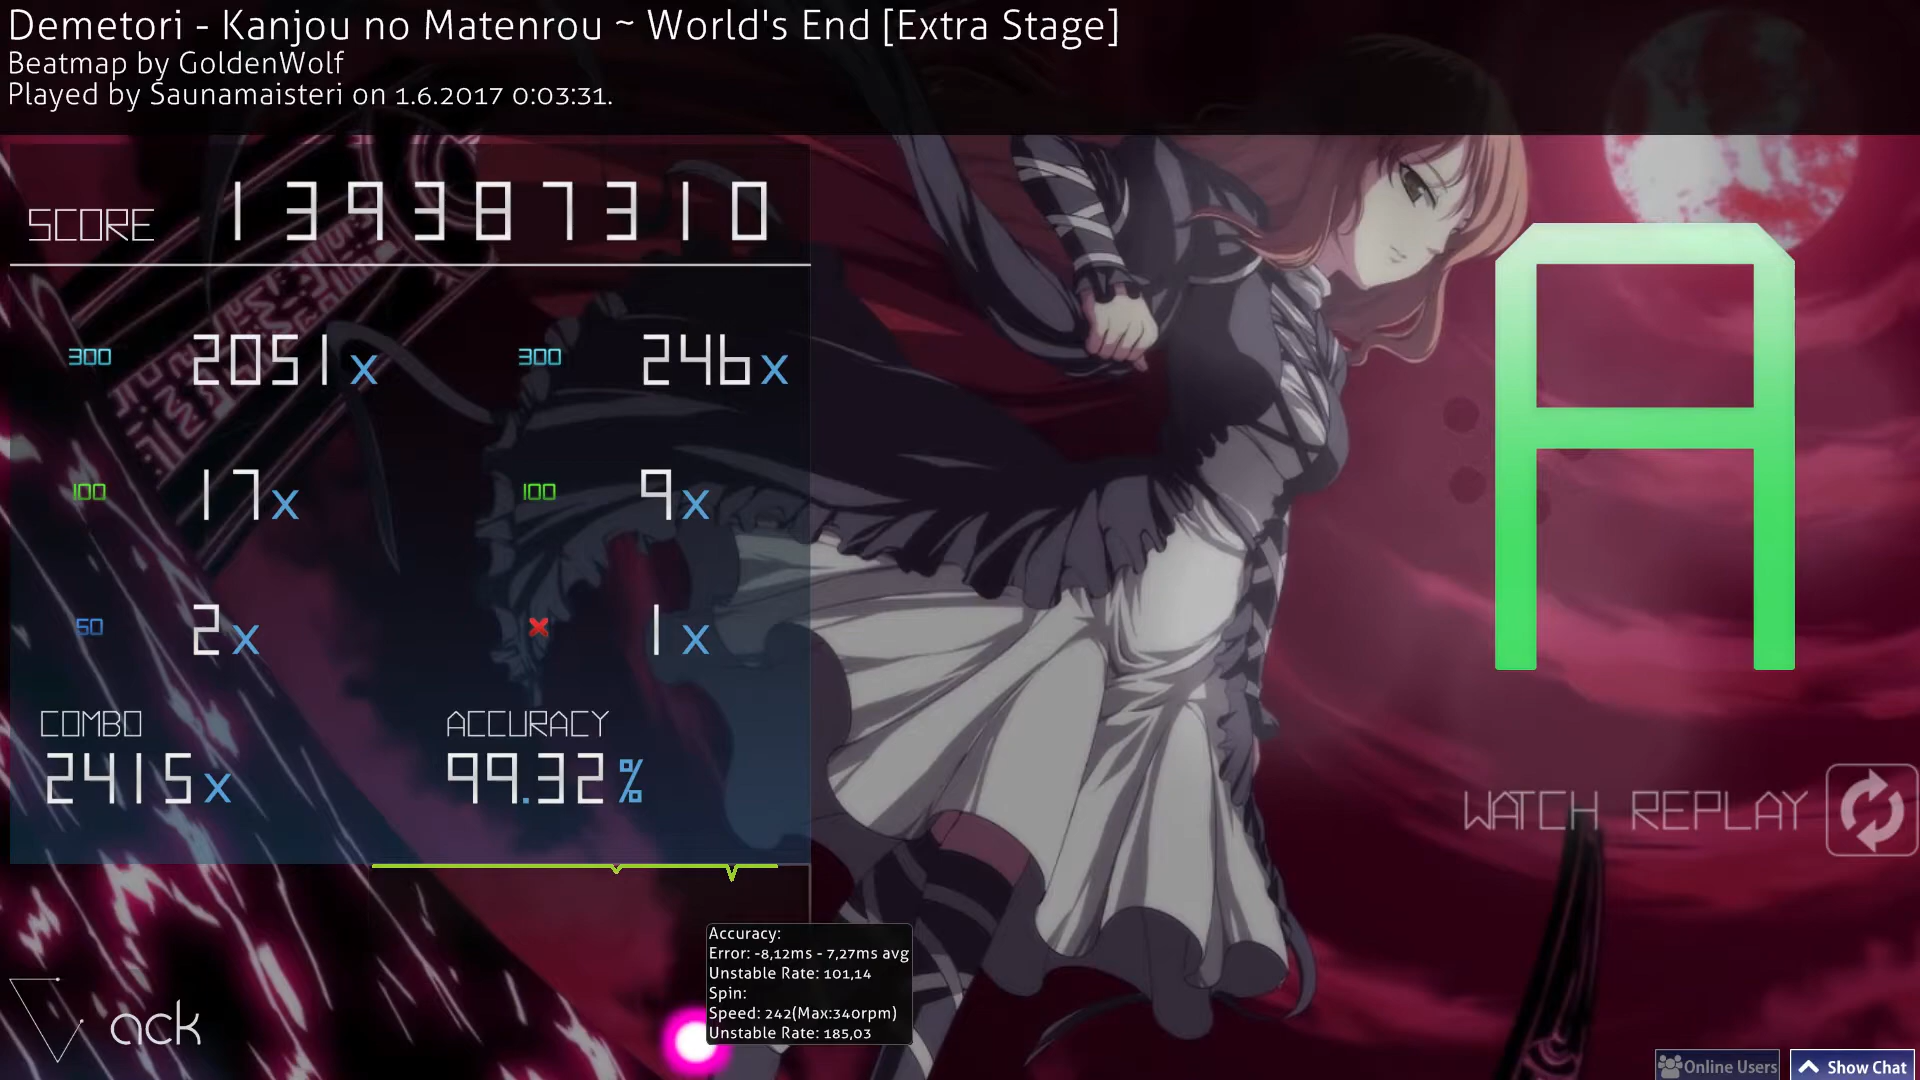 Demetori - Kanjou no Matenrou ~ World's End [Extra Stage]
Beatmap by GoldenWolf
Played by Saunamaisteri on 1.6.2017 0:03:31.
SCORE 139387310
300 2051x 300 246x
100 17x 100 9x
50 2x 1x
COMBO ACCURACY
2415x 99.32%
WATCH REPLAY
Accuracy:
Error: -8,12ms - 7,27ms avg
Unstable Rate: 101,14
Spin:
Speed: 242(Max:340rpm)
Unstable Rate: 185,03
ack
Online Users Show Chat